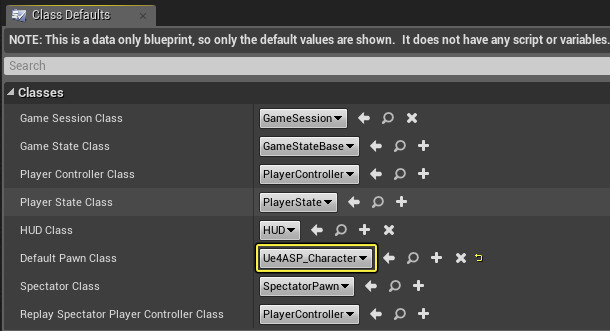 Class Defaults
NOTE: This is a data only blueprint, so only the default values are shown. It does not have any script or variables.
Search
Classes
Game Session Class GameSession
Game State Class GameStateBase
Player Controller Class PlayerController
Player State Class PlayerState
HUD Class HUD
Default Pawn Class Ue4ASP_Character
Spectator Class SpectatorPawn
Replay Spectator Player Controller Class PlayerController